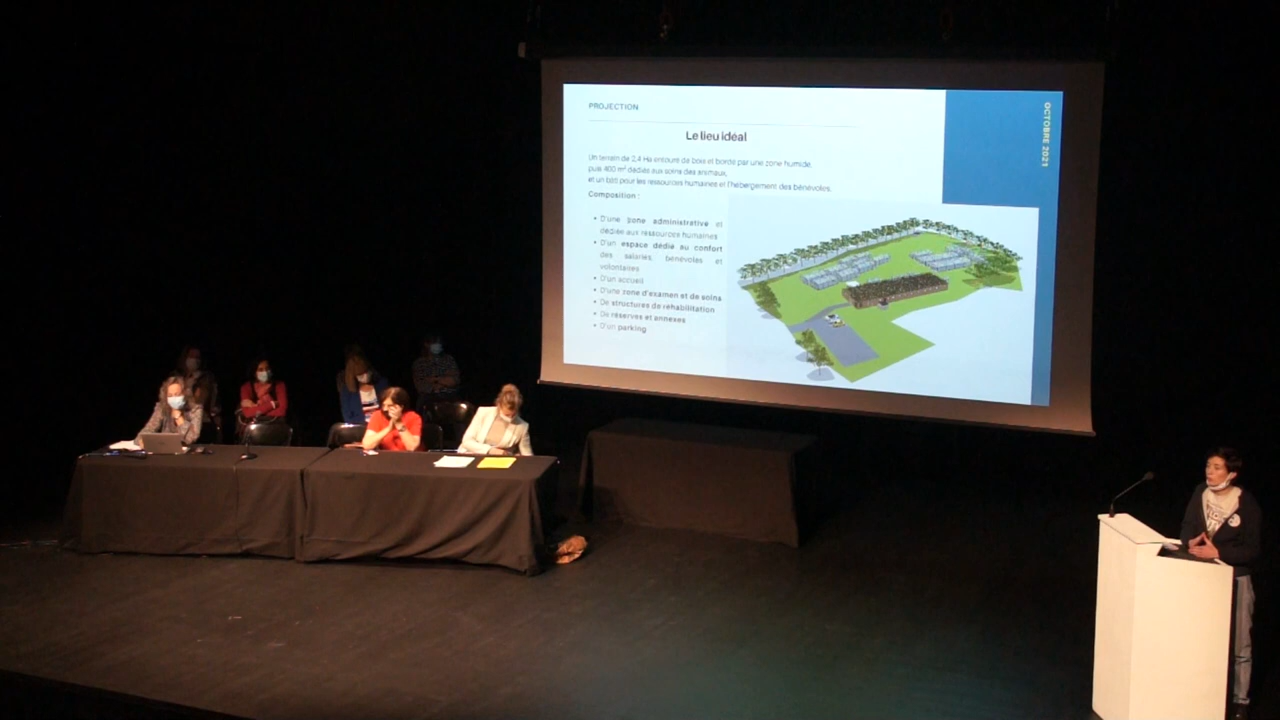 PROJECTION
OCTOBRE 2021
Le lieu idéal
Un terrain de 2,4 Ha entouré de bois et bordé par une zone humide,
puis 400 m² dédiés aux soins des animaux,
et un bâti pour les ressources humaines et l'hébergement des bénévoles.
Composition :
• D'une zone administrative et
dédiée aux ressources humaines
• D'un espace dédié au confort
des salariés, bénévoles et
volontaires
• D'un accueil
• D'une zone d'examen et de soins
• De structures de réhabilitation
• De réserves et annexes
• D'un parking